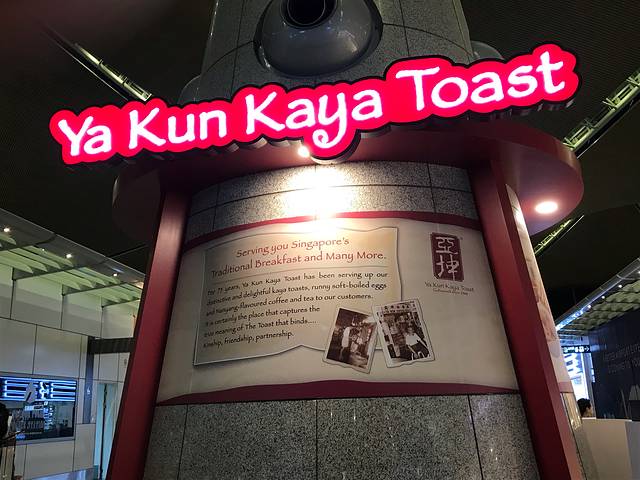 Ya Kun Kaya Toast
Serving you Singapore's
Traditional Breakfast and Many More.
For 71 years, Ya Kun Kaya Toast has been serving up our
distinctive and delightful kaya toasts, runny soft-boiled eggs
and Nanyang-flavoured coffee and tea to our customers.
It is certainly the place that captures the
true meaning of The Toast that binds....
Kinship, friendship, partnership.
亞坤
Ya Kun Kaya Toast